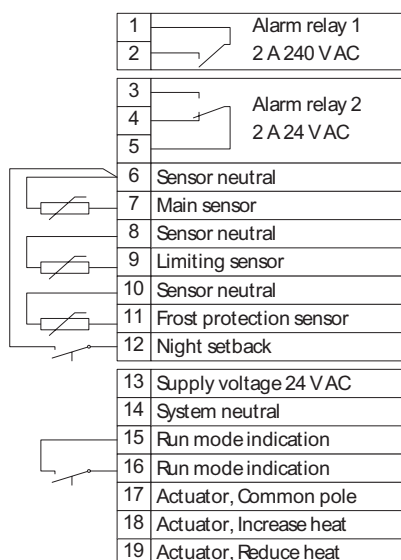 1 Alarm relay 1
2 2 A 240 V AC
3
4 Alarm relay 2
5 2 A 24 V AC
6 Sensor neutral
7 Main sensor
8 Sensor neutral
9 Limiting sensor
10 Sensor neutral
11 Frost protection sensor
12 Night setback
13 Supply voltage 24 V AC
14 System neutral
15 Run mode indication
16 Run mode indication
17 Actuator, Common pole
18 Actuator, Increase heat
19 Actuator, Reduce heat